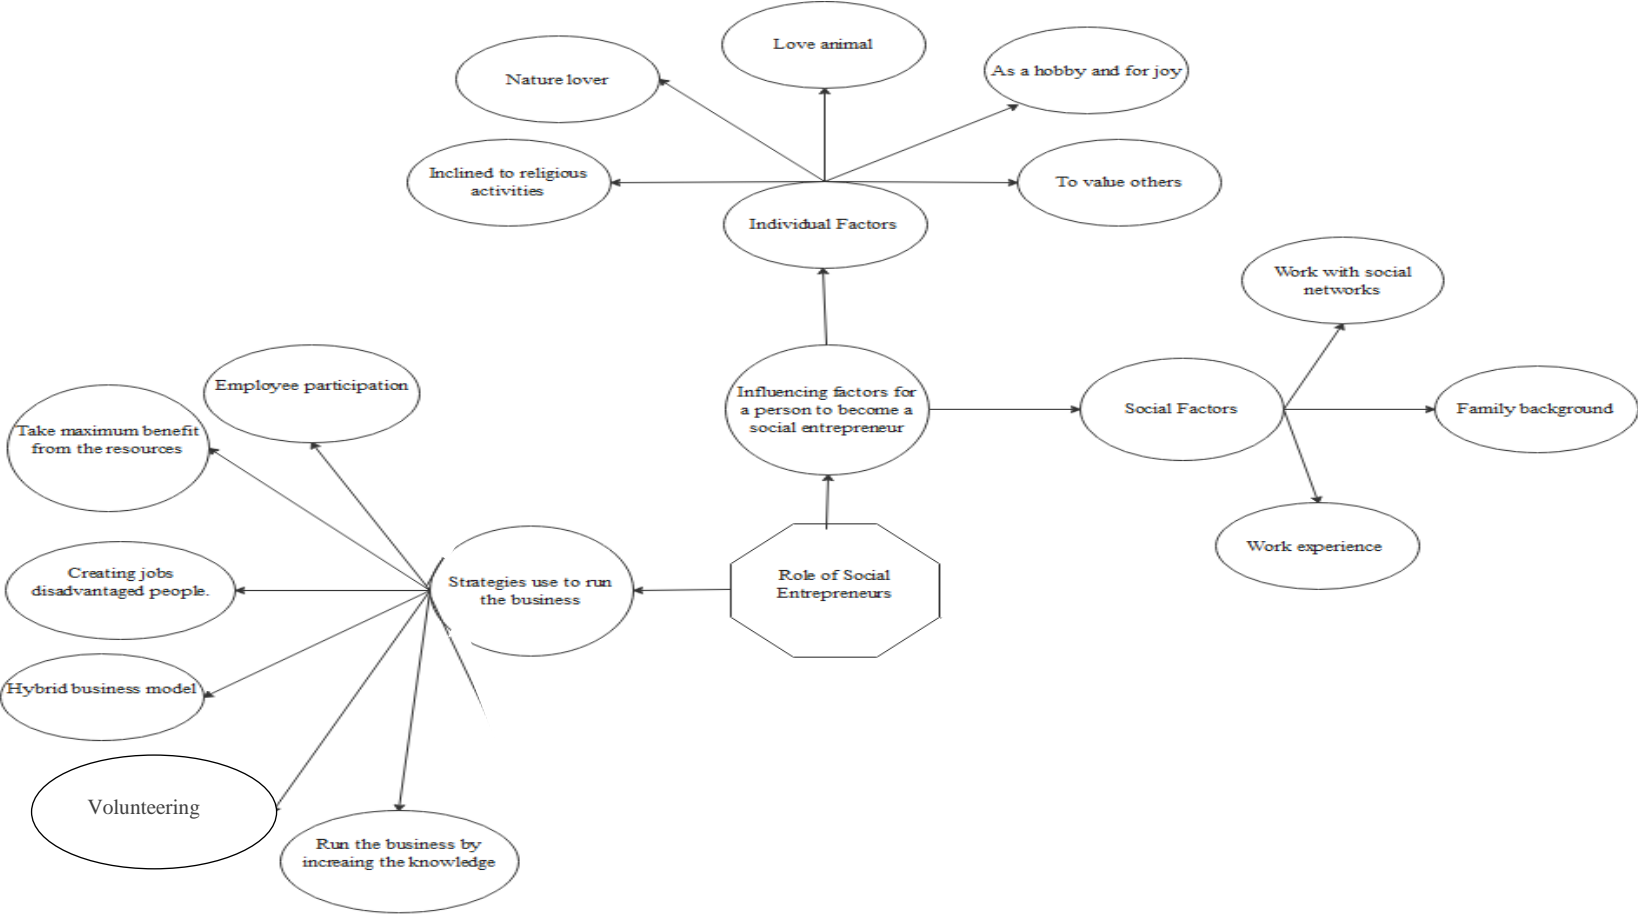 Love animal
As a hobby and for joy
Nature lover
Inclined to religious
activities
To value others
Individual Factors
Work with social
networks
Employee participation
Influencing factors for
a person to become a
social entrepreneur
Social Factors
Family background
Take maximum benefit
from the resources
Work experience
Creating jobs
disadvantaged people.
Strategies use to run
the business
Role of Social
Entrepreneurs
Hybrid business model
Volunteering
Run the business by
increaing the knowledge